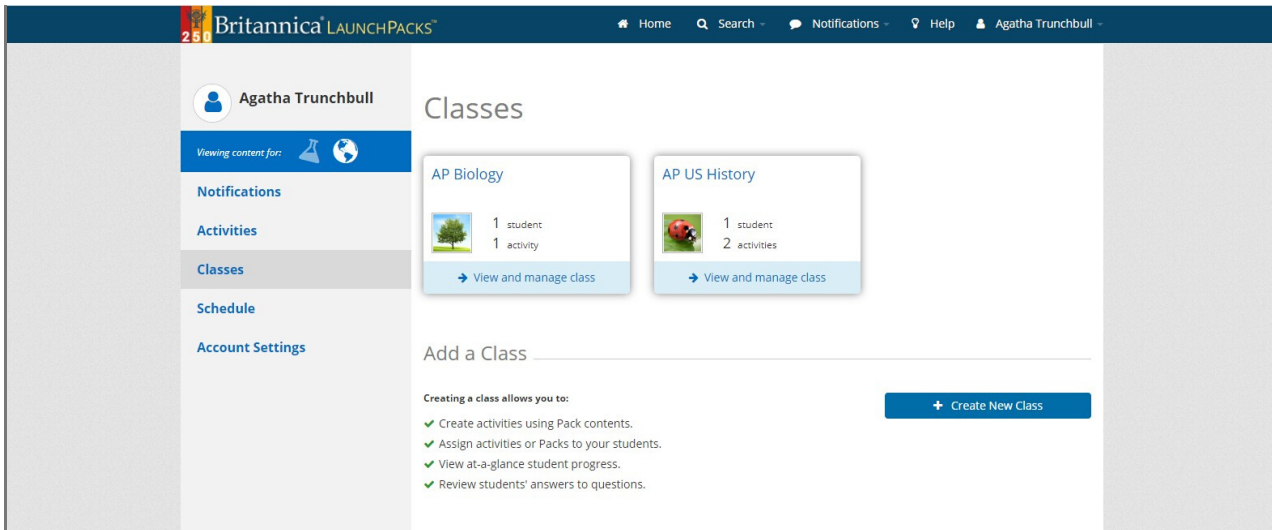 250
Britannica® LAUNCHPACKS™
Home Search Notifications Help Agatha Trunchbull
Agatha Trunchbull
Viewing content for:
Notifications
Activities
Classes
Schedule
Account Settings
Classes
AP Biology
1 student
1 activity
View and manage class
AP US History
1 student
2 activities
View and manage class
Add a Class
Creating a class allows you to:
Create activities using Pack contents.
Assign activities or Packs to your students.
View at-a-glance student progress.
Review students' answers to questions.
+ Create New Class